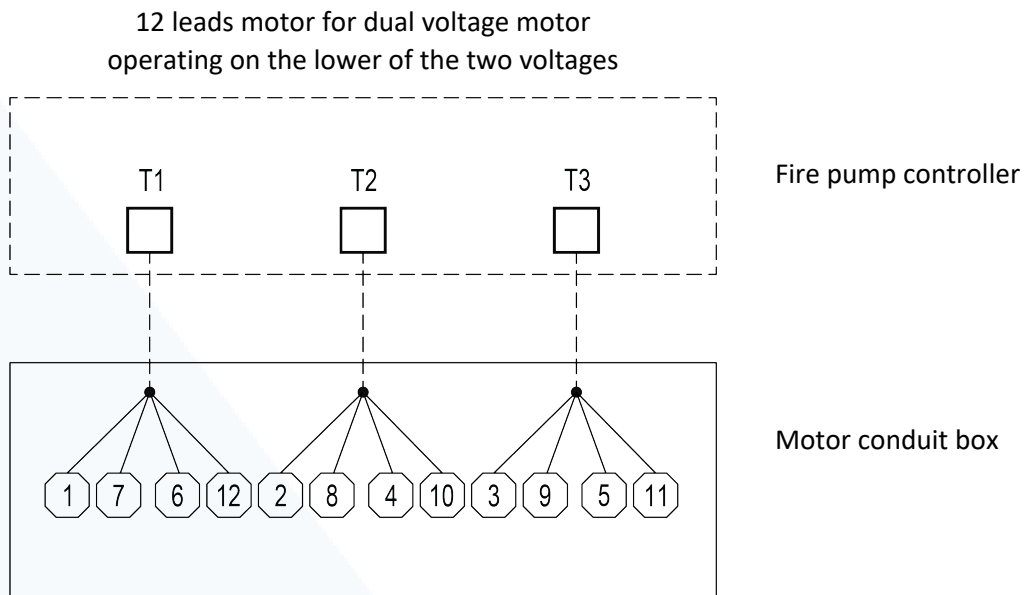 12 leads motor for dual voltage motor
operating on the lower of the two voltages
T1 T2 T3
Fire pump controller
Motor conduit box
1 7 6 12 2 8 4 10 3 9 5 11